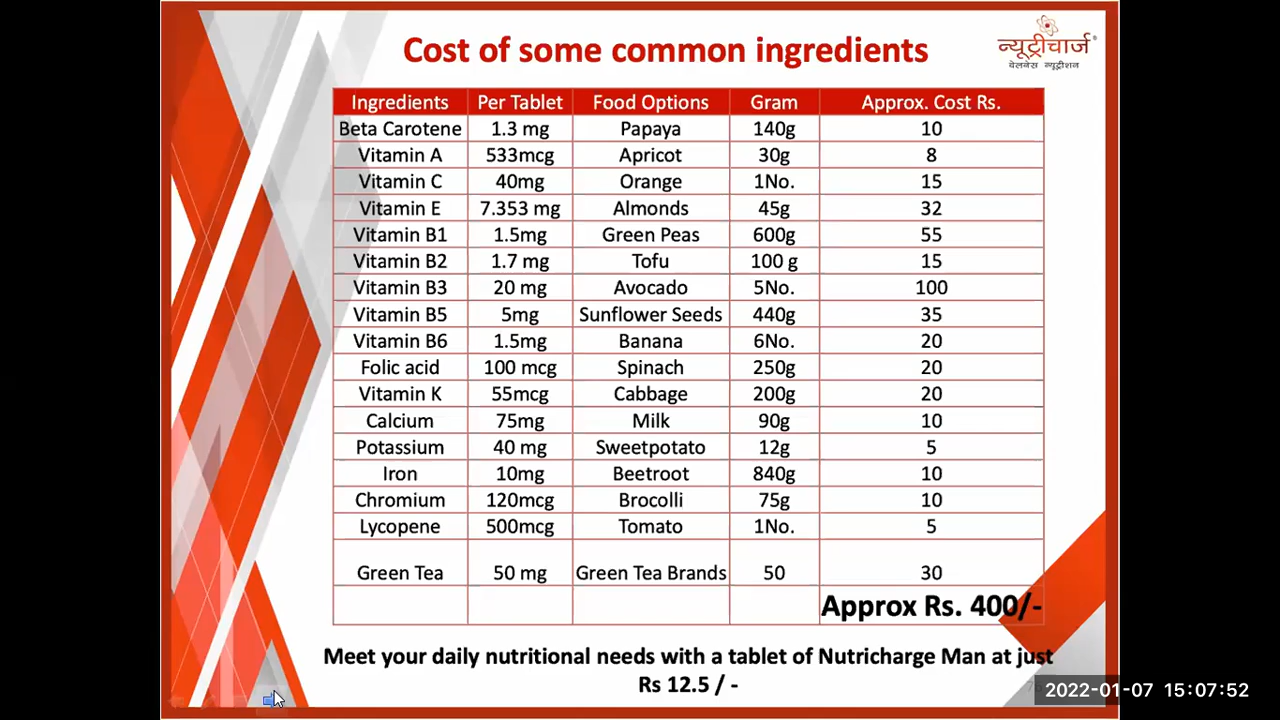 Cost of some common ingredients
न्यूट्रीचार्ज®
वेलनेस न्यूट्रीशन
Ingredients Per Tablet Food Options Gram Approx. Cost Rs.
Beta Carotene 1.3 mg Papaya 140g 10
Vitamin A 533mcg Apricot 30g 8
Vitamin C 40mg Orange 1No. 15
Vitamin E 7.353 mg Almonds 45g 32
Vitamin B1 1.5mg Green Peas 600g 55
Vitamin B2 1.7 mg Tofu 100 g 15
Vitamin B3 20 mg Avocado 5No. 100
Vitamin B5 5mg Sunflower Seeds 440g 35
Vitamin B6 1.5mg Banana 6No. 20
Folic acid 100 mcg Spinach 250g 20
Vitamin K 55mcg Cabbage 200g 20
Calcium 75mg Milk 90g 10
Potassium 40 mg Sweetpotato 12g 5
Iron 10mg Beetroot 840g 10
Chromium 120mcg Brocolli 75g 10
Lycopene 500mcg Tomato 1No. 5
Green Tea 50 mg Green Tea Brands 50 30
Approx Rs. 400/-
Meet your daily nutritional needs with a tablet of Nutricharge Man at just
Rs 12.5 / -
2022-01-07 15:07:52